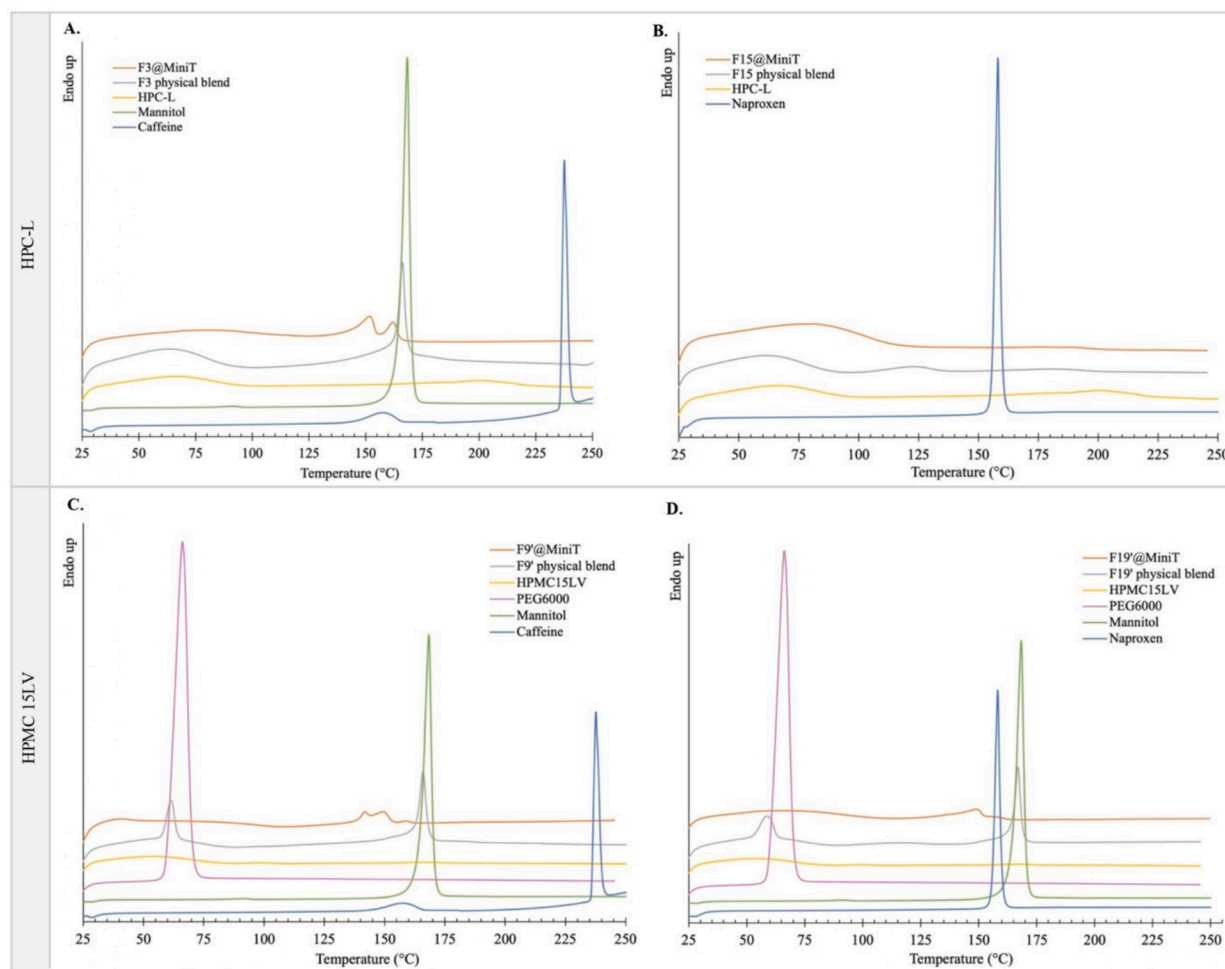 HPC-L
A.
Endo up
F3@MiniT
F3 physical blend
HPC-L
Mannitol
Caffeine
25 50 75 100 125 150 175 200 225 250
Temperature (°C)
B.
Endo up
F15@MiniT
F15 physical blend
HPC-L
Naproxen
25 50 75 100 125 150 175 200 225 250
Temperature (°C)
HPMC 15LV
C.
Endo up
F9'@MiniT
F9' physical blend
HPMC15LV
PEG6000
Mannitol
Caffeine
25 50 75 100 125 150 175 200 225 250
Temperature (°C)
D.
Endo up
F19'@MiniT
F19' physical blend
HPMC15LV
PEG6000
Mannitol
Naproxen
25 50 75 100 125 150 175 200 225 250
Temperature (°C)